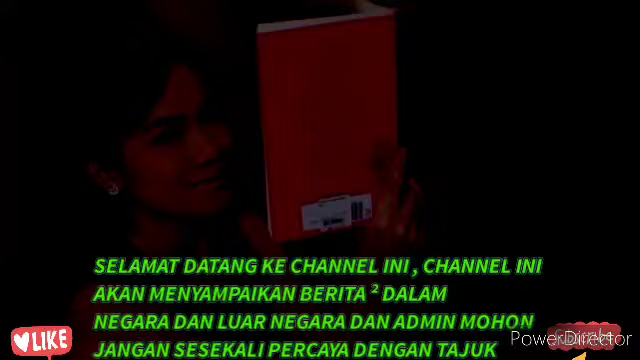 SELAMAT DATANG KE CHANNEL INI , CHANNEL INI
AKAN MENYAMPAIKAN BERITA ² DALAM
NEGARA DAN LUAR NEGARA DAN ADMIN MOHON
JANGAN SESEKALI PERCAYA DENGAN TAJUK
LIKE
PowerDirector